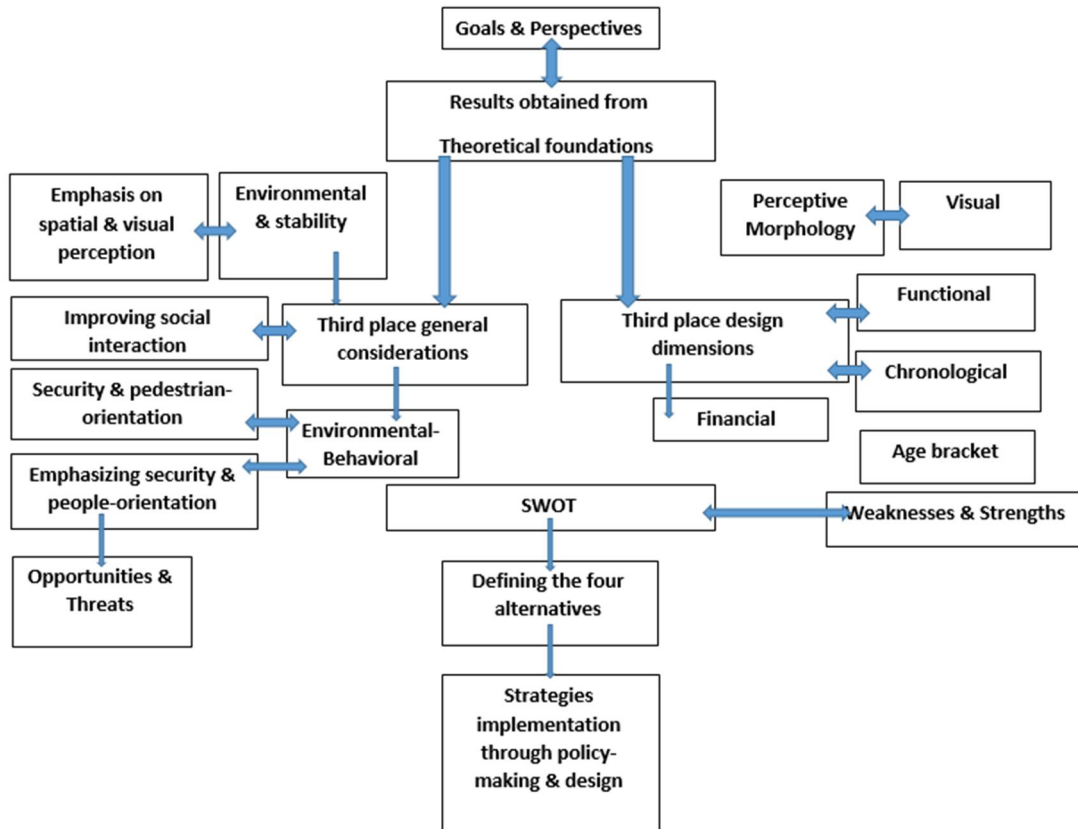 Goals & Perspectives
Results obtained from
Theoretical foundations
Emphasis on
spatial & visual
perception
Environmental
& stability
Perceptive
Morphology
Visual
Improving social
interaction
Third place general
considerations
Third place design
dimensions
Functional
Chronological
Security & pedestrian-
orientation
Environmental-
Behavioral
Financial
Age bracket
Emphasizing security &
people-orientation
SWOT
Weaknesses & Strengths
Opportunities &
Threats
Defining the four
alternatives
Strategies
implementation
through policy-
making & design